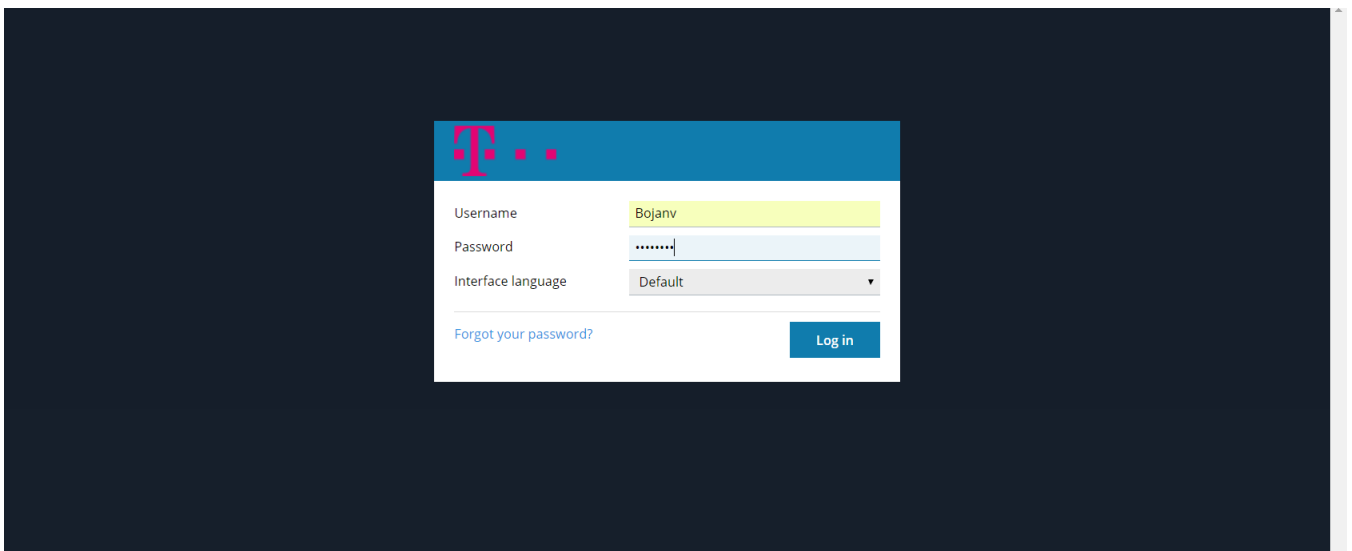 T
Username Bojanv
Password ••••••••
Interface language Default
Forgot your password? Log in